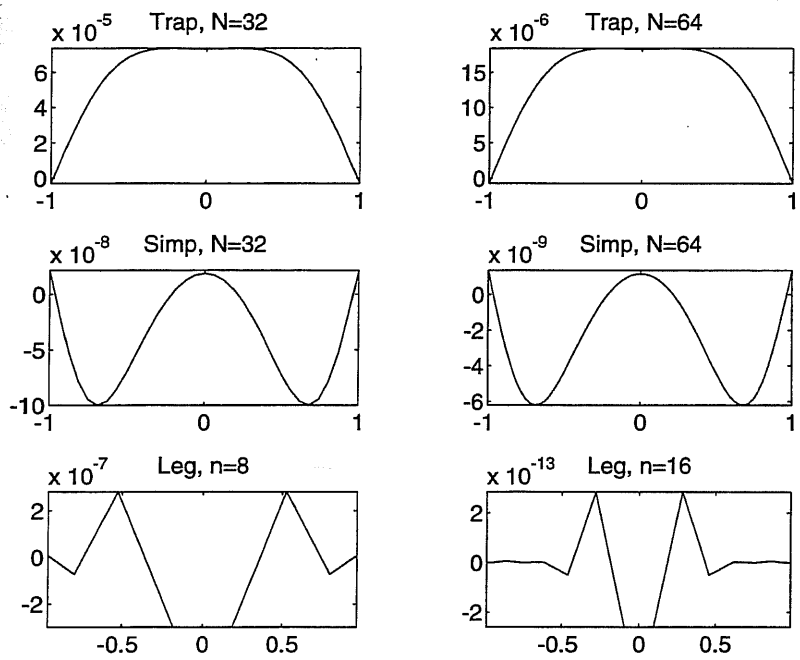 x 10^-5 Trap, N=32
6
4
2
0
-1 0 1
x 10^-6 Trap, N=64
15
10
5
0
-1 0 1
x 10^-8 Simp, N=32
0
-5
-10
-1 0 1
x 10^-9 Simp, N=64
0
-2
-4
-6
-1 0 1
x 10^-7 Leg, n=8
2
0
-2
-0.5 0 0.5
x 10^-13 Leg, n=16
2
0
-2
-0.5 0 0.5